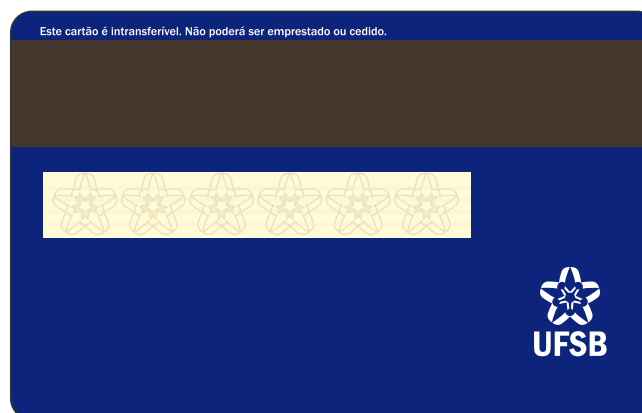 Este cartão é intransferível. Não poderá ser emprestado ou cedido.
UFSB